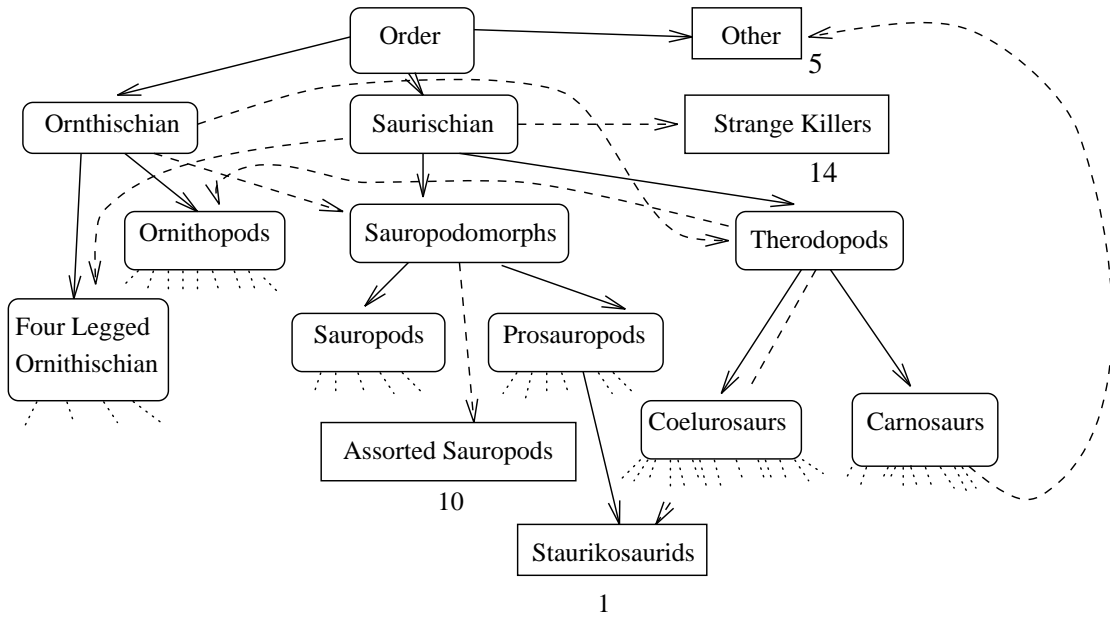 Order
Other
5
Ornthischian
Saurischian
Strange Killers
14
Ornithopods
Sauropodomorphs
Therodopods
Four Legged
Ornithischian
Sauropods
Prosauropods
Coelurosaurs
Carnosaurs
Assorted Sauropods
10
Staurikosaurids
1